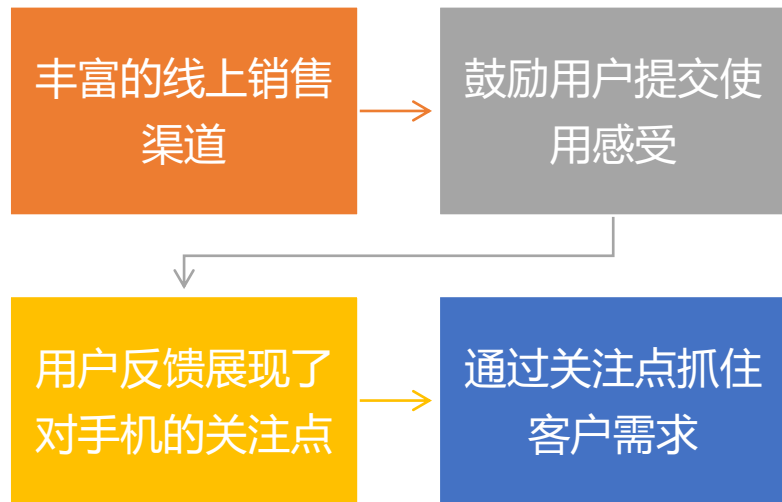 丰富的线上销售
渠道
鼓励用户提交使
用感受
用户反馈展现了
对手机的关注点
通过关注点抓住
客户需求